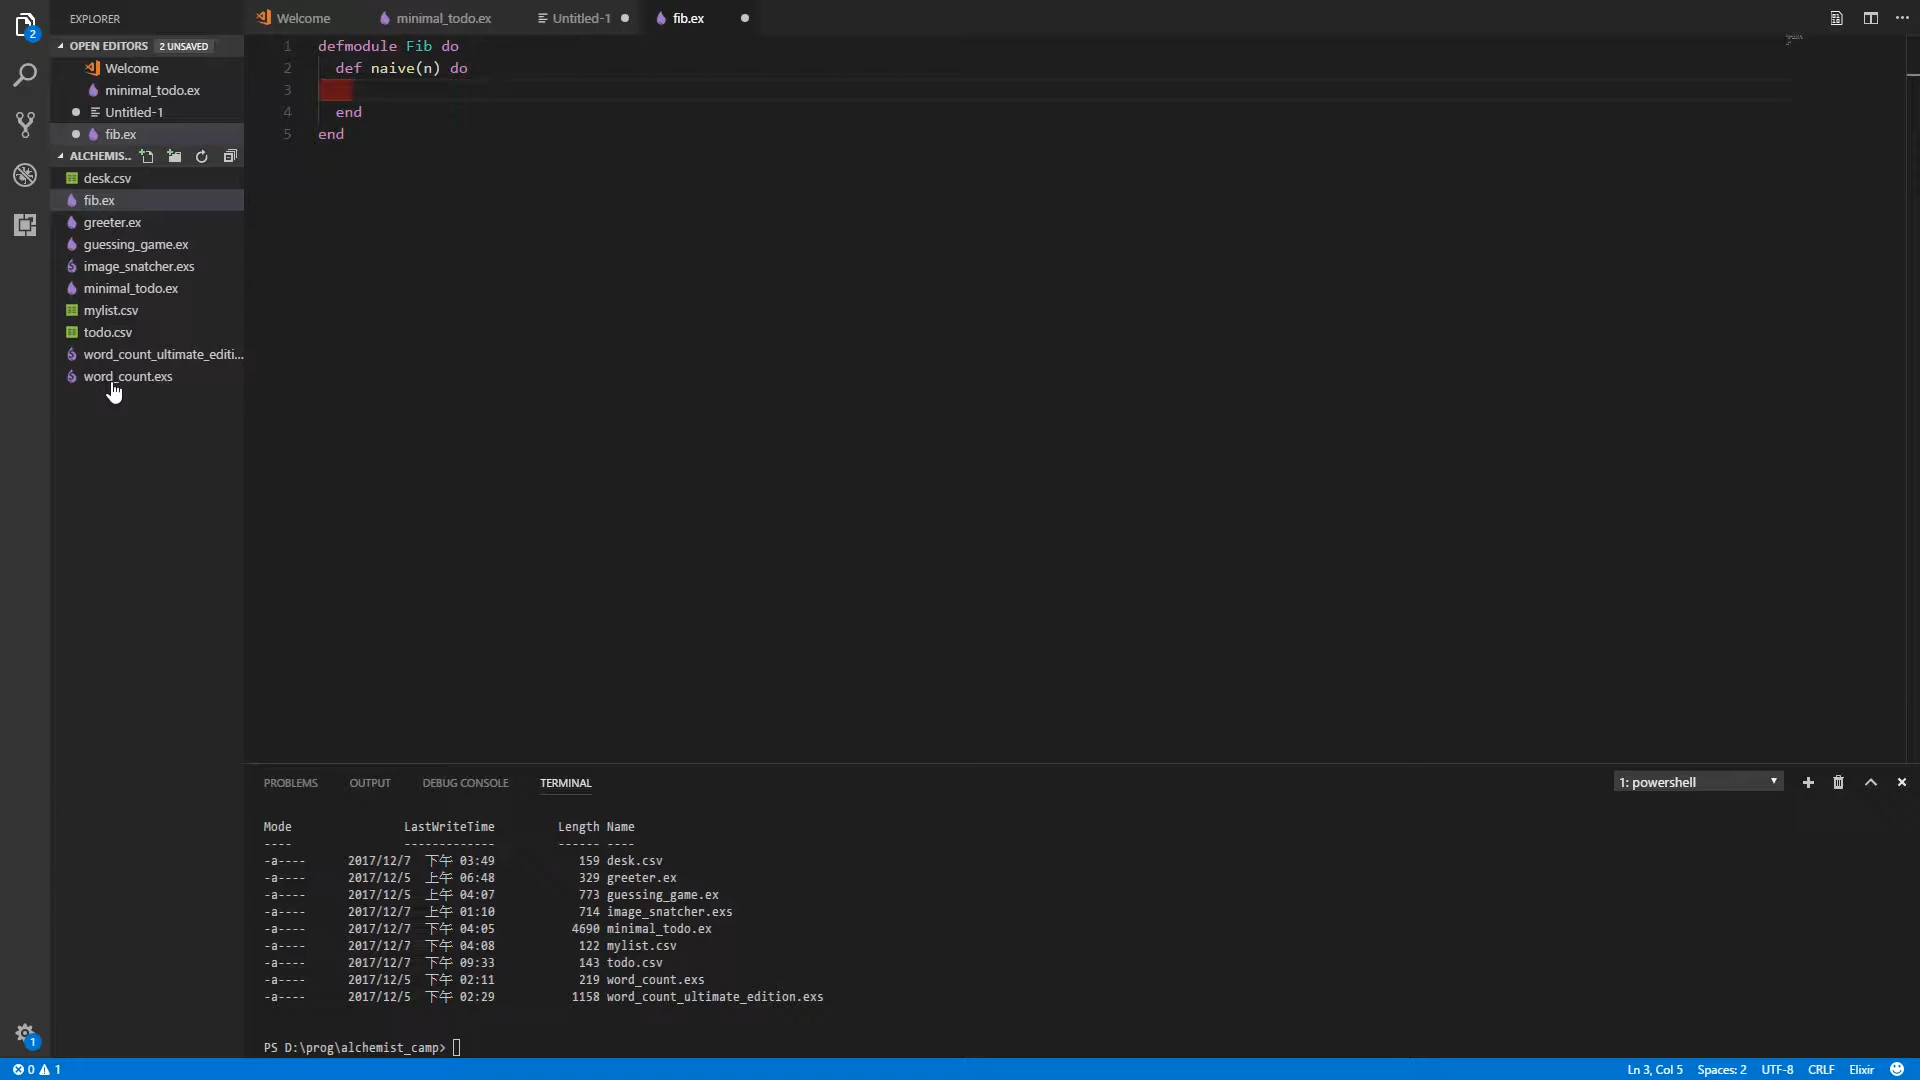 EXPLORER
OPEN EDITORS 2 UNSAVED
Welcome
minimal_todo.ex
Untitled-1
fib.ex
ALCHEMIS..
desk.csv
fib.ex
greeter.ex
guessing_game.ex
image_snatcher.exs
minimal_todo.ex
mylist.csv
todo.csv
word_count_ultimate_editi...
word_count.exs
2
1
Welcome minimal_todo.ex Untitled-1 fib.ex
1 defmodule Fib do
2 def naive(n) do
3
4 end
5 end
PROBLEMS OUTPUT DEBUG CONSOLE TERMINAL 1: powershell
Mode LastWriteTime Length Name
---- ------------- ------ ----
-a---- 2017/12/7 下午 03:49 159 desk.csv
-a---- 2017/12/5 上午 06:48 329 greeter.ex
-a---- 2017/12/5 上午 04:07 773 guessing_game.ex
-a---- 2017/12/7 上午 01:10 714 image_snatcher.exs
-a---- 2017/12/7 下午 04:05 4690 minimal_todo.ex
-a---- 2017/12/7 下午 04:08 122 mylist.csv
-a---- 2017/12/7 下午 09:33 143 todo.csv
-a---- 2017/12/5 下午 02:11 219 word_count.exs
-a---- 2017/12/5 下午 02:29 1158 word_count_ultimate_edition.exs
PS D:\prog\alchemist_camp>
0 1 Ln 3, Col 5 Spaces: 2 UTF-8 CRLF Elixir